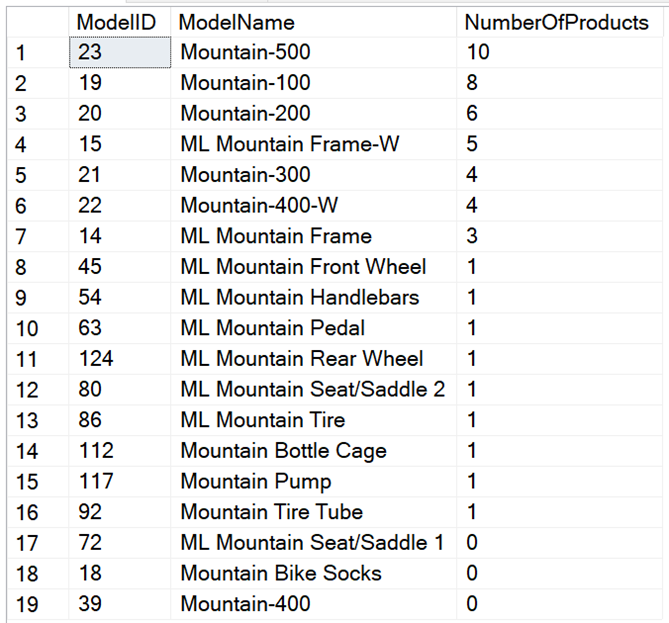 ModelID ModelName NumberOfProducts
1 23 Mountain-500 10
2 19 Mountain-100 8
3 20 Mountain-200 6
4 15 ML Mountain Frame-W 5
5 21 Mountain-300 4
6 22 Mountain-400-W 4
7 14 ML Mountain Frame 3
8 45 ML Mountain Front Wheel 1
9 54 ML Mountain Handlebars 1
10 63 ML Mountain Pedal 1
11 124 ML Mountain Rear Wheel 1
12 80 ML Mountain Seat/Saddle 2 1
13 86 ML Mountain Tire 1
14 112 Mountain Bottle Cage 1
15 117 Mountain Pump 1
16 92 Mountain Tire Tube 1
17 72 ML Mountain Seat/Saddle 1 0
18 18 Mountain Bike Socks 0
19 39 Mountain-400 0